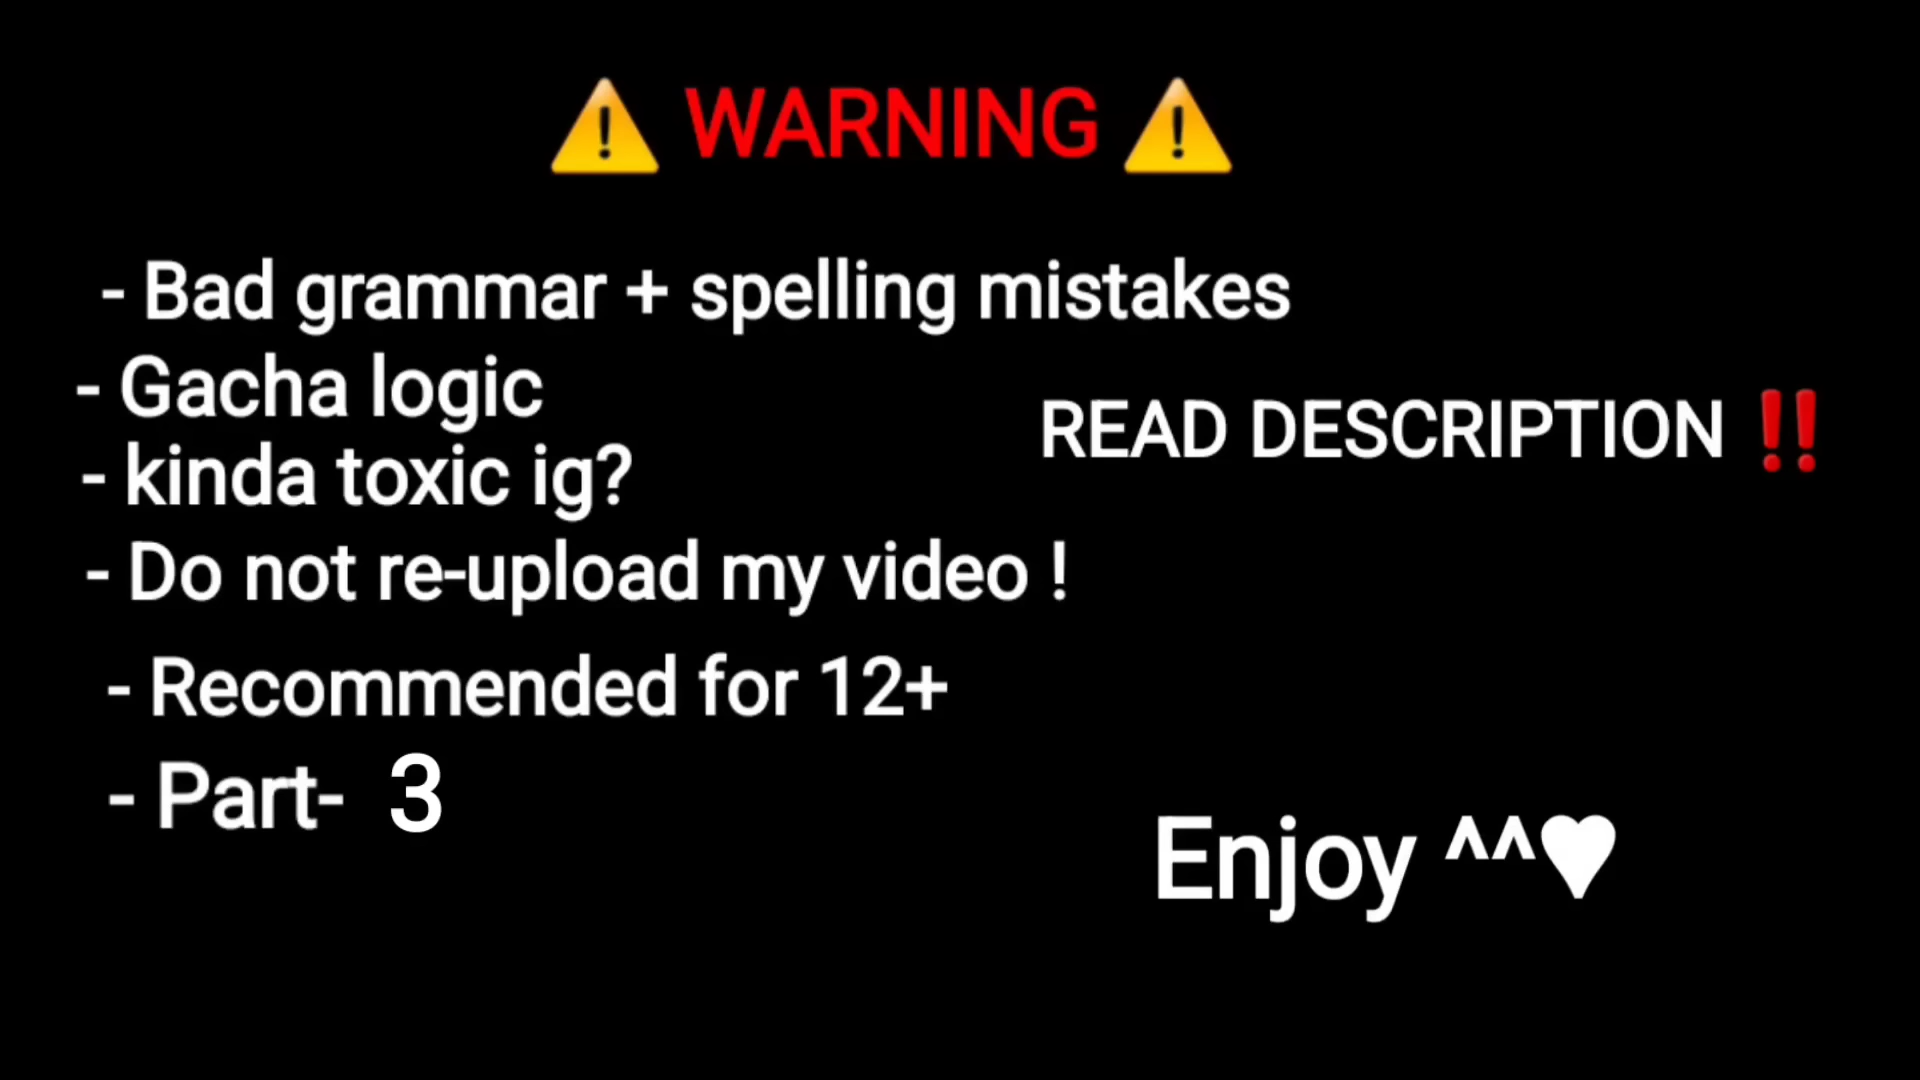 ⚠️ WARNING ⚠️
- Bad grammar + spelling mistakes
- Gacha logic
READ DESCRIPTION ‼️
- kinda toxic ig?
- Do not re-upload my video !
- Recommended for 12+
- Part- 3
Enjoy ^^♥